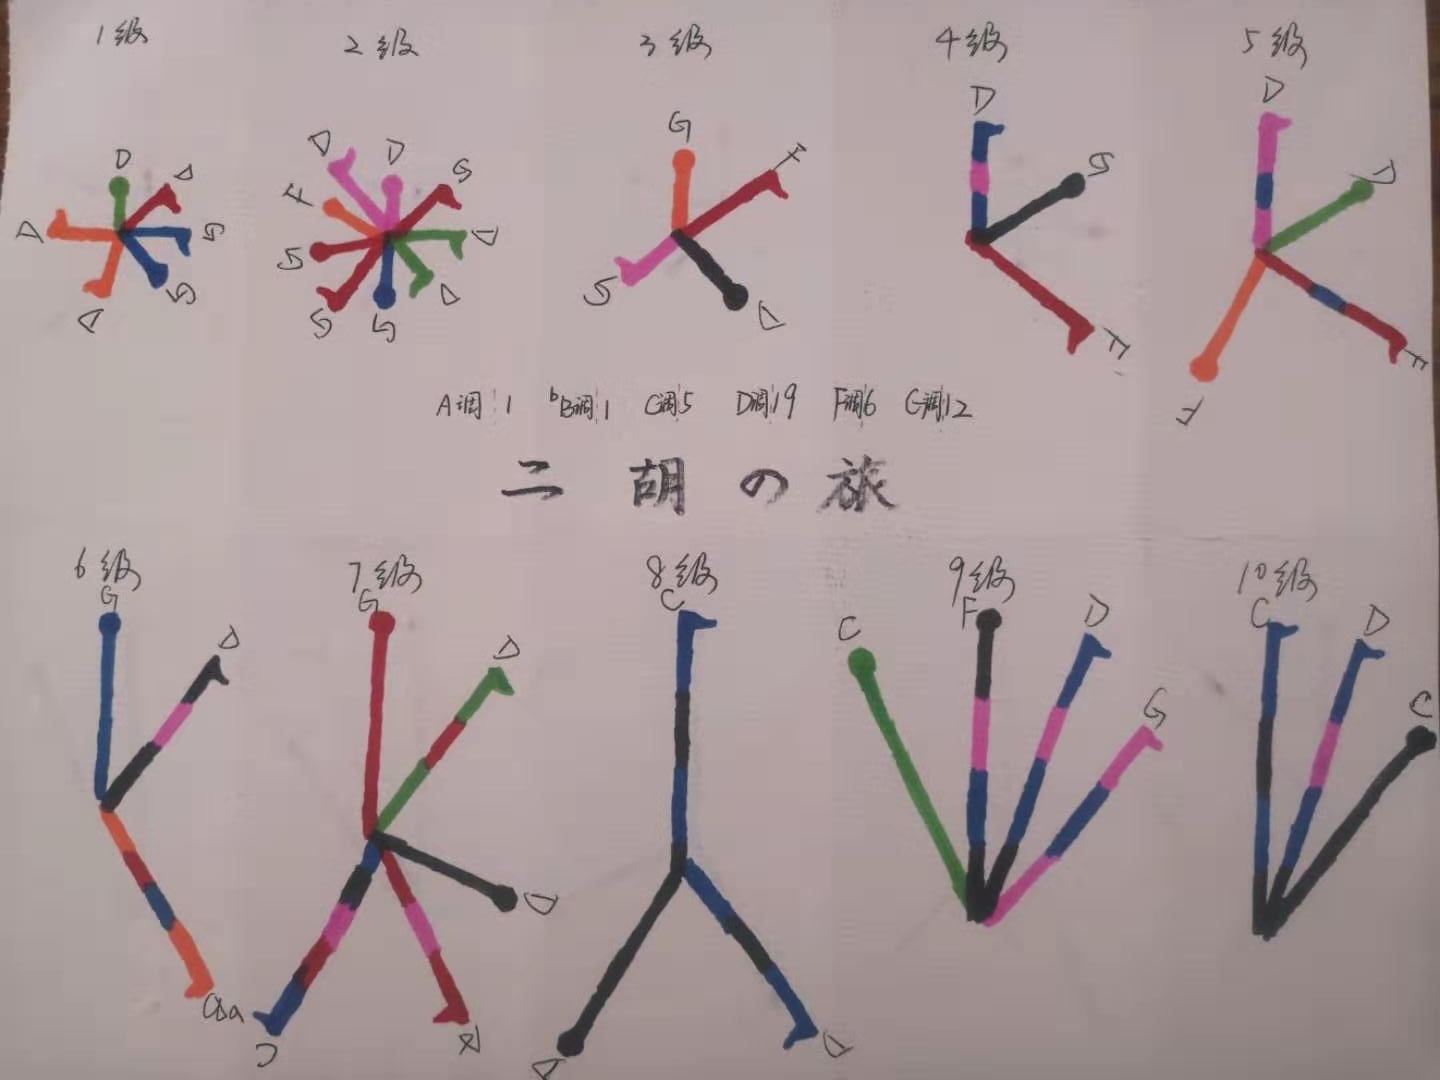 1级 2级 3级 4级 5级
D D G D D
D D G F D F S D D
D G S D D D S G G S
G F D S
D S F
D D F F
A调 1 bB调 1 C调 5 D调 19 F调 6 G调 12
二胡の旅
6级 7级 8级 9级 10级
G D
G D D A C
C D D
C F D G
C D C